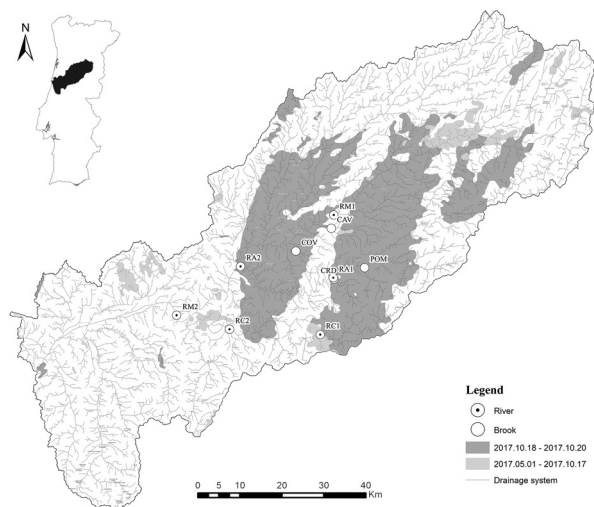 N
RM1
CAV
COV
RA2
CRD RA1 POM
RM2
RC2
RC1
Legend
River
Brook
2017.10.18 - 2017.10.20
2017.05.01 - 2017.10.17
Drainage system
0 5 10 20 30 40
Km